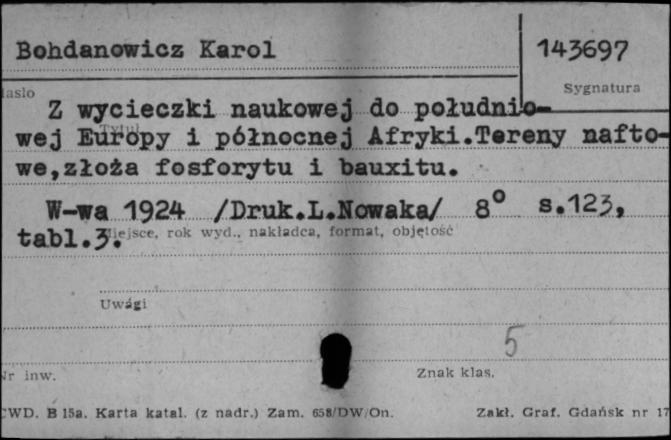 Bohdanowicz Karol
143697
Sygnatura
Z wycieczki naukowej do południo-
Tytuł
wej Europy i północnej Afryki.Tereny nafto-
we,złoża fosforytu i bauxitu.
W-wa 1924 /Druk.L.Nowaka/ 8° s.123,
tabl.3.
Miejsce, rok wyd., nakładca, format, objętość
Uwagi
5
Nr inw.
Znak klas.
CWD. B 15a. Karta katal. (z nadr.) Zam. 658/DW/On.
Zakł. Graf. Gdańsk nr 17